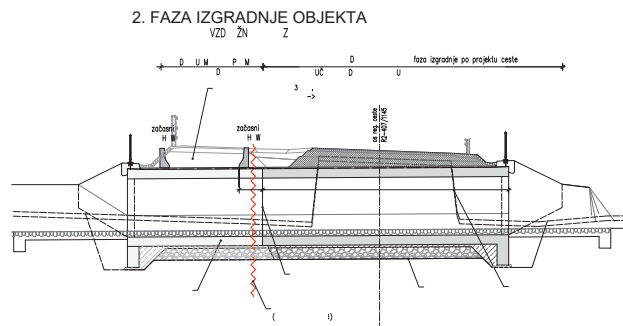 2. FAZA IZGRADNJE OBJEKTA
VZD ŽN Z
D U M P M D faza izgradnje po projektu ceste
D UČ D U
3 ,
->
os reg. ceste
R2-407/1145
začasni
H W
začasni
H W
( !)